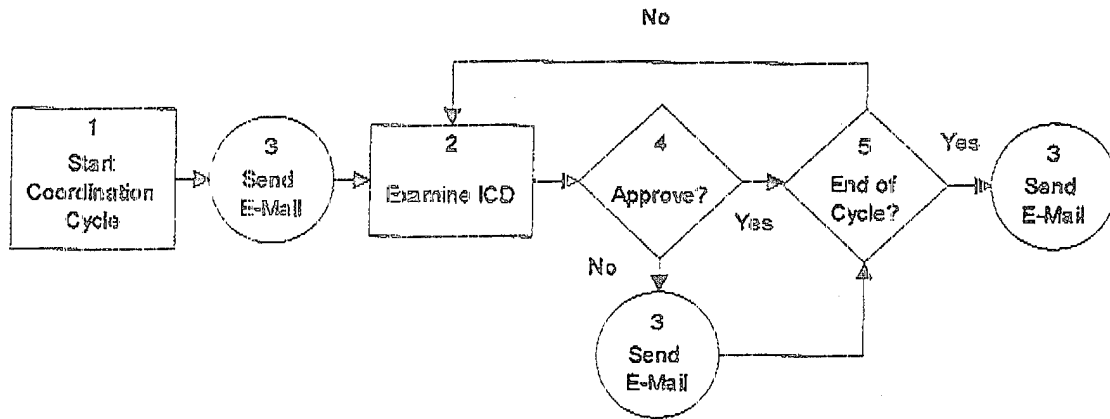 No
1
Start
Coordination
Cycle
3
Send
E-Mail
2
Examine ICD
4
Approve?
Yes
No
5
End of
Cycle?
Yes
3
Send
E-Mail
3
Send
E-Mail